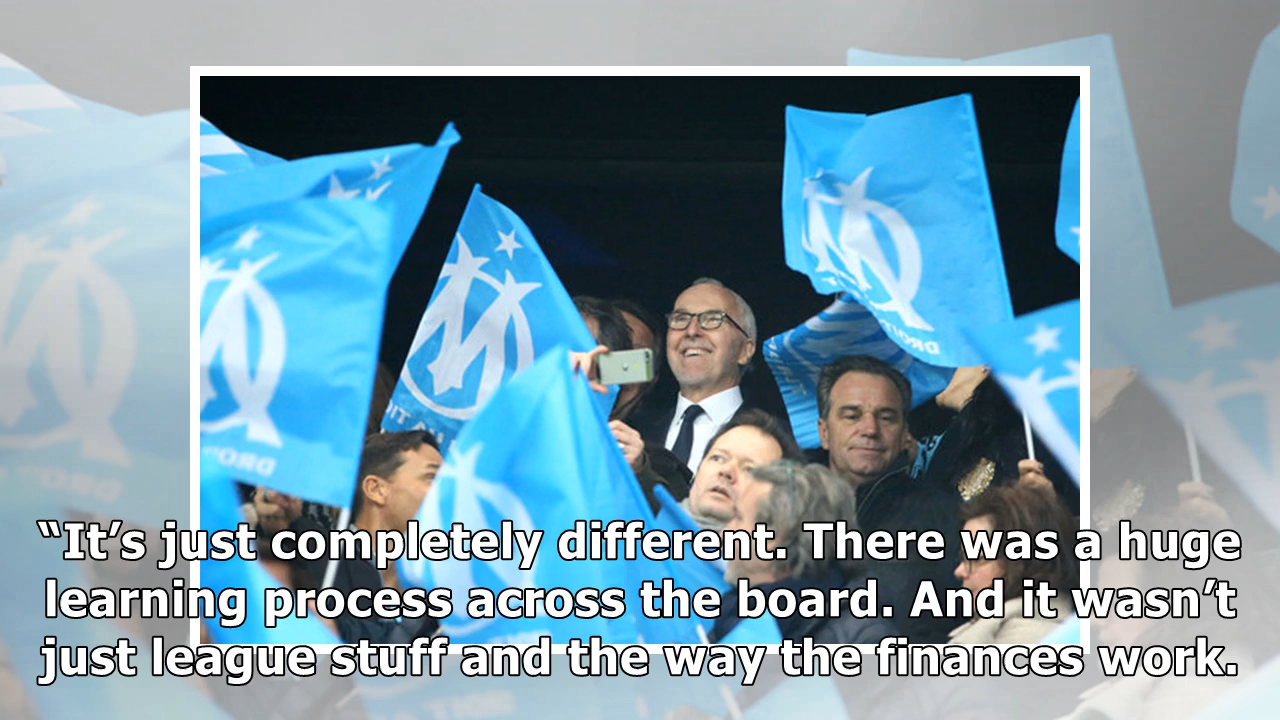 “It’s just completely different. There was a huge
learning process across the board. And it wasn’t
just league stuff and the way the finances work.